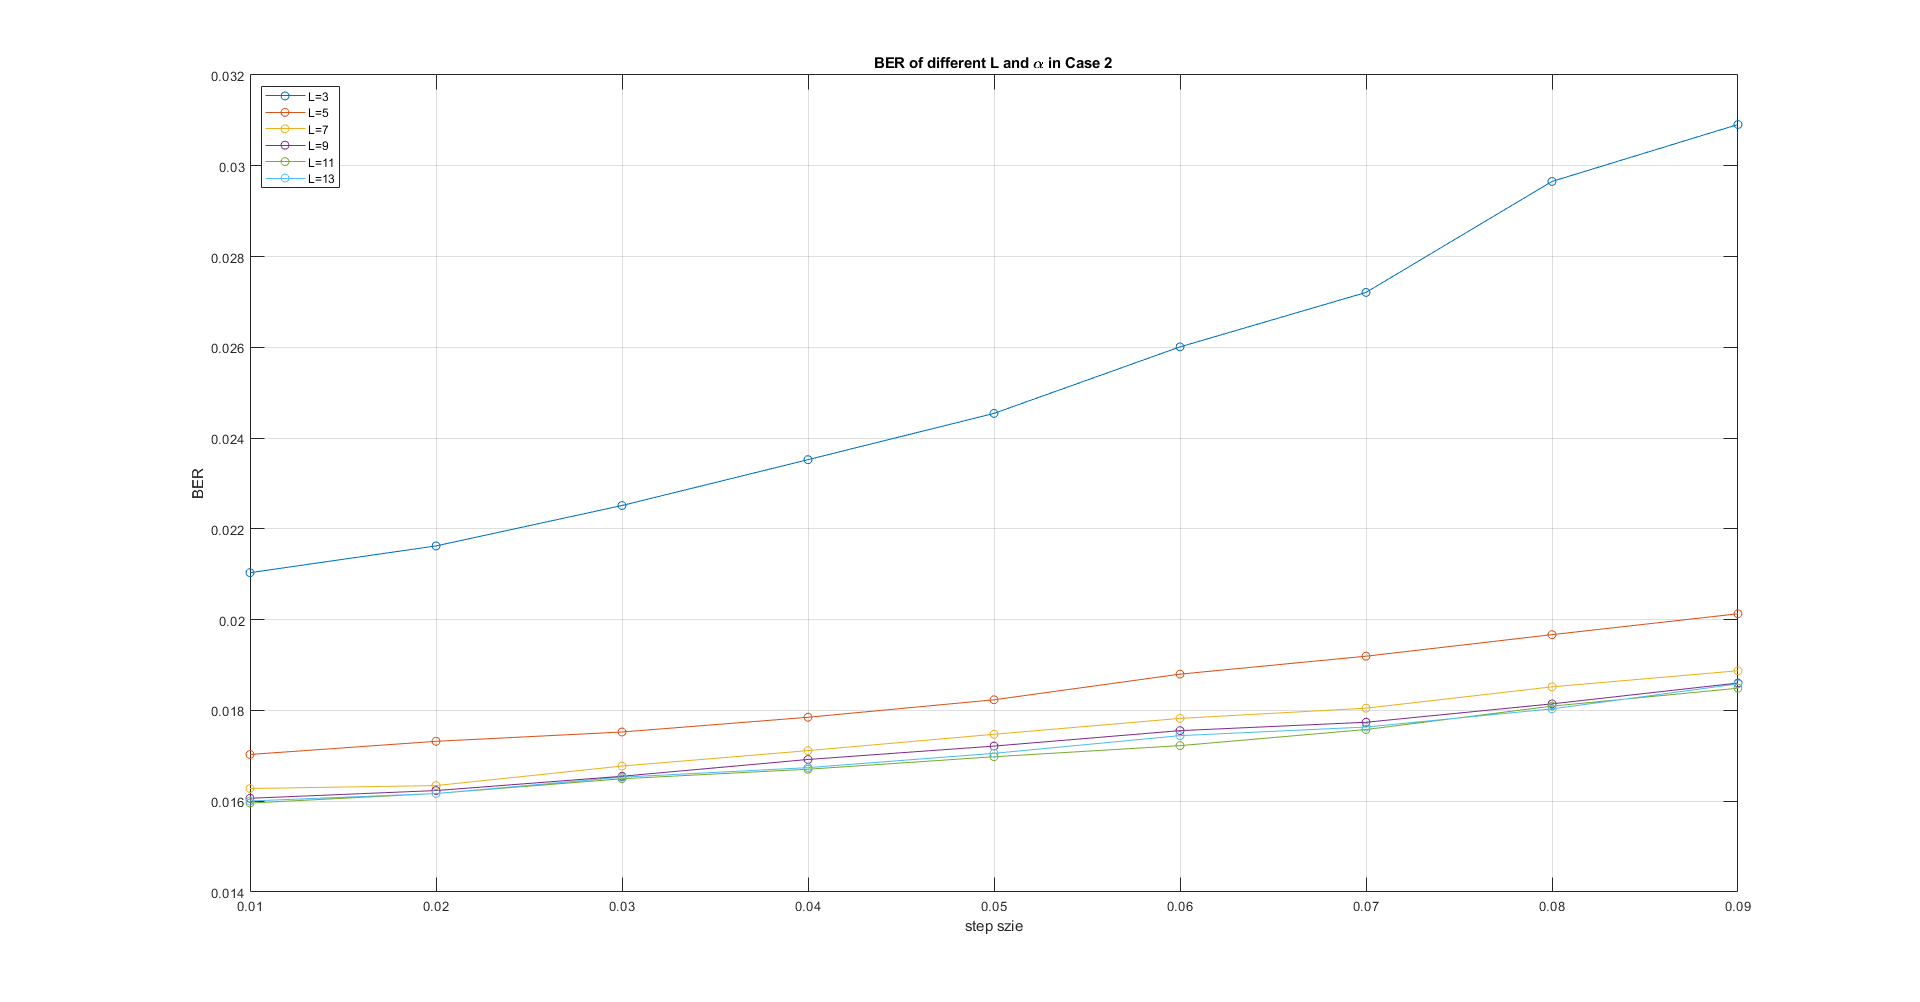 BER of different L and α in Case 2
0.032
0.03
0.028
0.026
0.024
0.022
0.02
0.018
0.016
0.014
BER
L=3
L=5
L=7
L=9
L=11
L=13
0.01 0.02 0.03 0.04 0.05 0.06 0.07 0.08 0.09
step szie